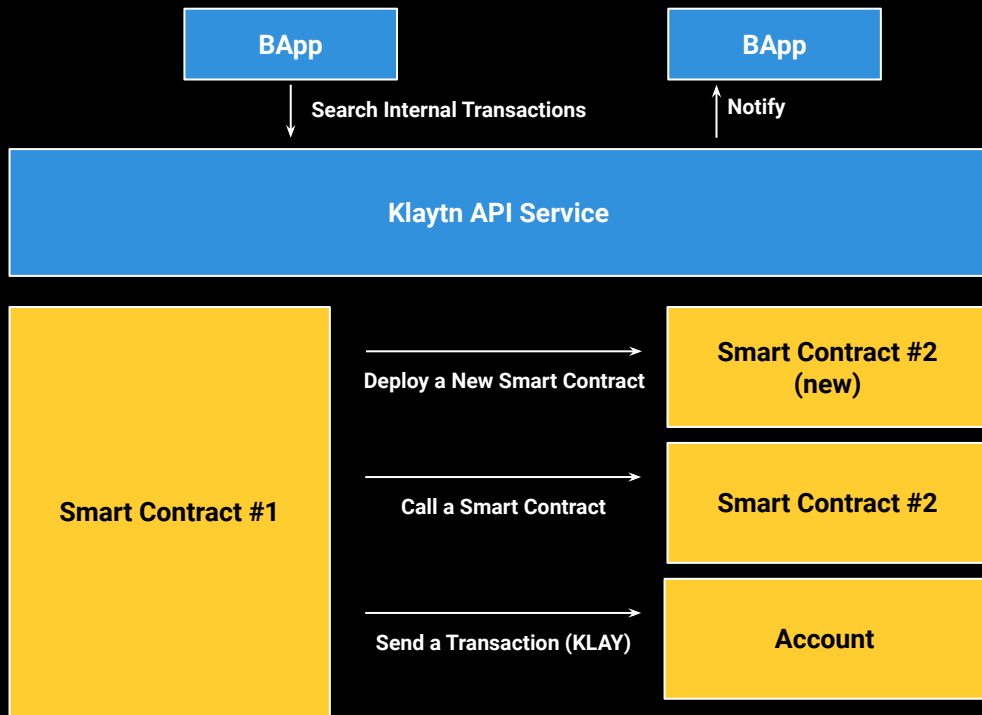 BApp
BApp
Search Internal Transactions
Notify
Klaytn API Service
Smart Contract #1
Deploy a New Smart Contract
Smart Contract #2
(new)
Call a Smart Contract
Smart Contract #2
Send a Transaction (KLAY)
Account